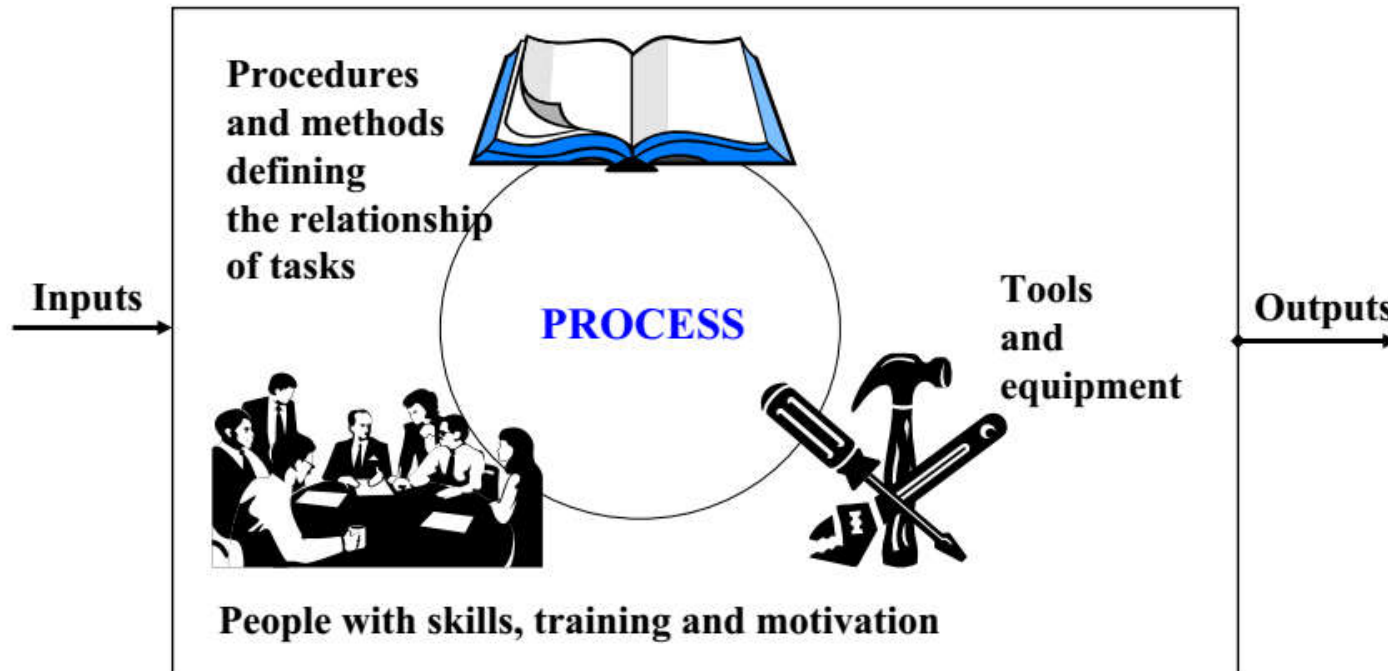 Procedures
and methods
defining
the relationship
of tasks
Inputs
PROCESS
Tools
and
equipment
Outputs
People with skills, training and motivation